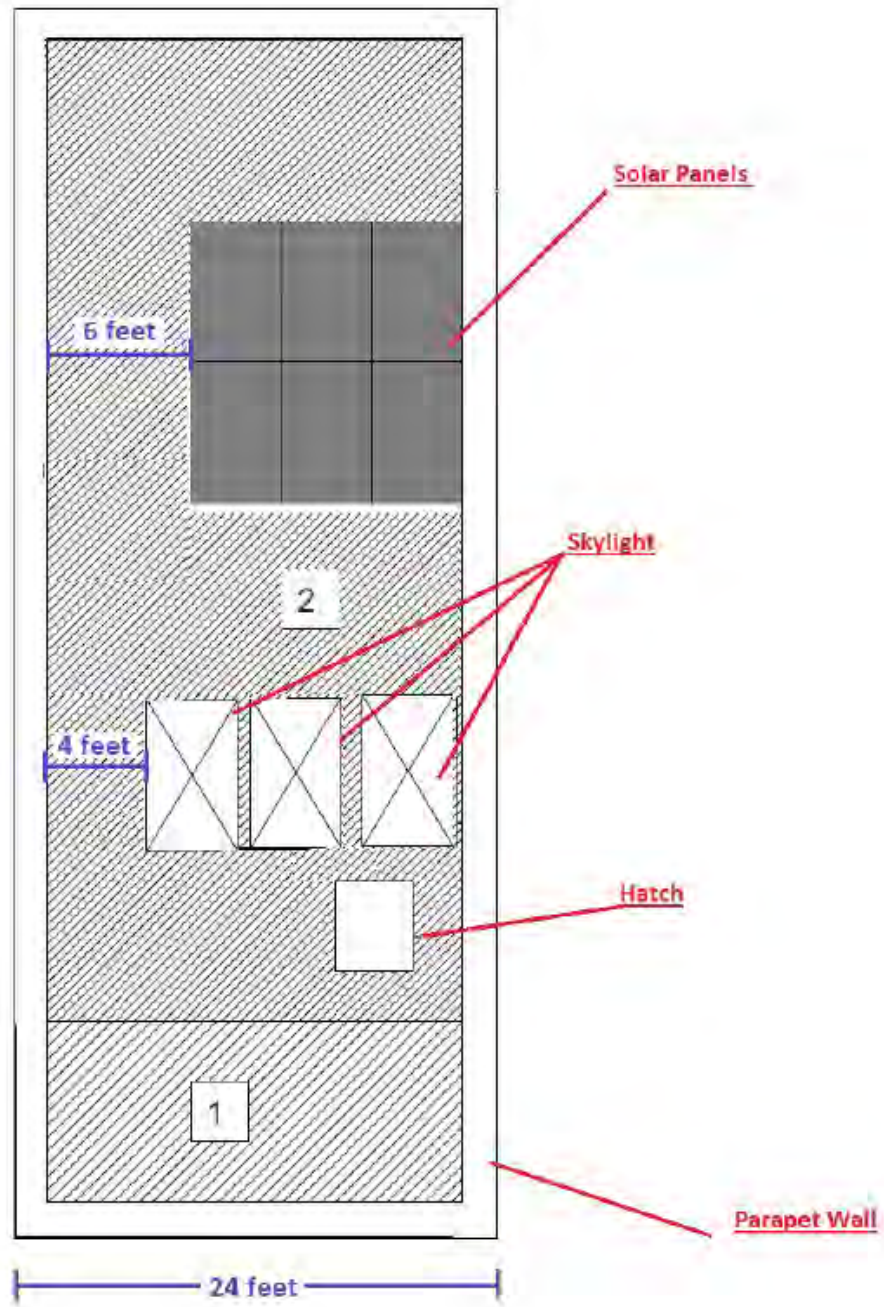 Solar Panels
6 feet
Skylight
2
4 feet
Hatch
1
Parapet Wall
24 feet